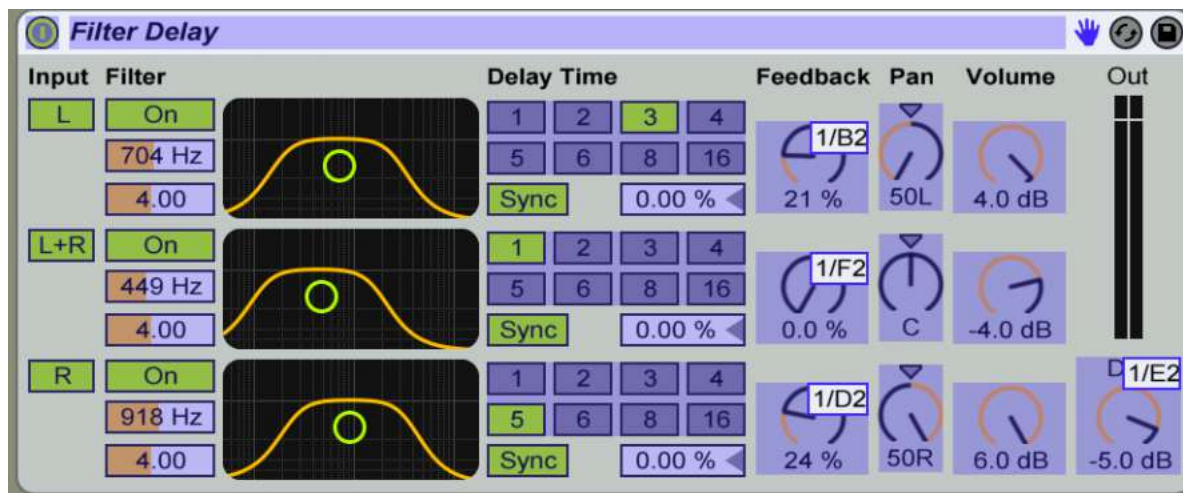 Filter Delay
Input Filter Delay Time Feedback Pan Volume Out
L On 1 2 3 4 1/B2
704 Hz 5 6 8 16
4.00 Sync 0.00 % 21 % 50L 4.0 dB
L+R On 1 2 3 4 1/F2
449 Hz 5 6 8 16
4.00 Sync 0.00 % 0.0 % C -4.0 dB
R On 1 2 3 4 D 1/E2
918 Hz 5 6 8 16 1/D2
4.00 Sync 0.00 % 24 % 50R 6.0 dB -5.0 dB